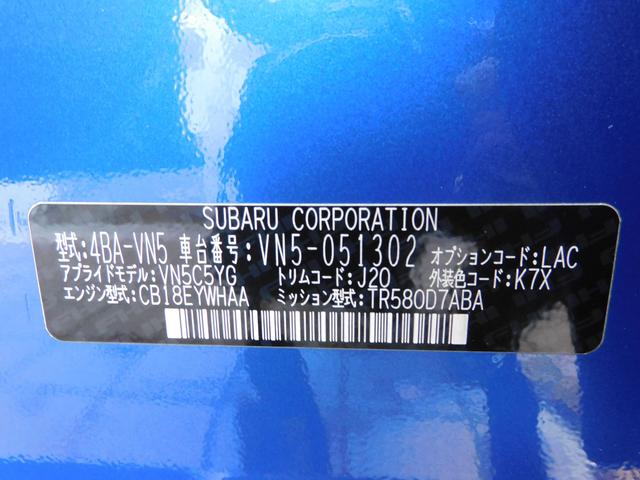 SUBARU CORPORATION
型式:4BA-VN5 車台番号:VN5-051302 オプションコード:LAC
アプライドモデル:VN5C5YG トリムコード:J20 外装色コード:K7X
エンジン型式:CB18EYWHAA ミッション型式:TR580D7ABA